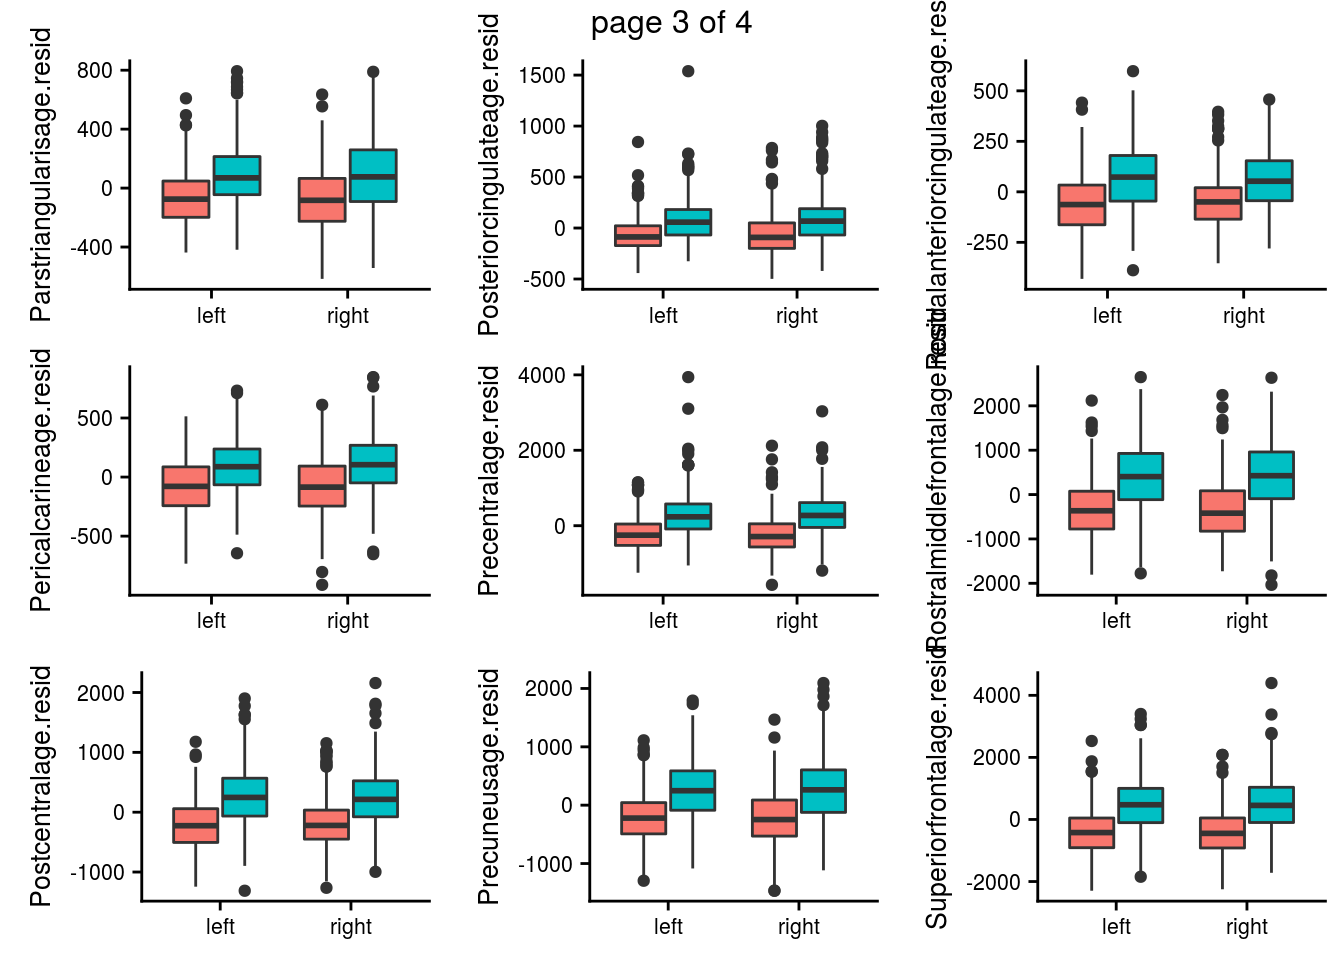 page 3 of 4
Parstriangularisage.resid
800
400
0
-400
left
right
Posteriorcingulateage.resid
1500
1000
500
0
-500
left
right
Rostralanteriorcingulateage.resid
500
250
0
-250
left
right
Pericalcarineage.resid
500
0
-500
left
right
Precentralage.resid
4000
2000
0
left
right
Rostralmiddlefrontalage.resid
2000
1000
0
-1000
-2000
left
right
Postcentralage.resid
2000
1000
0
-1000
left
right
Precuneusage.resid
2000
1000
0
-1000
left
right
Superiorfrontalage.resid
4000
2000
0
-2000
left
right